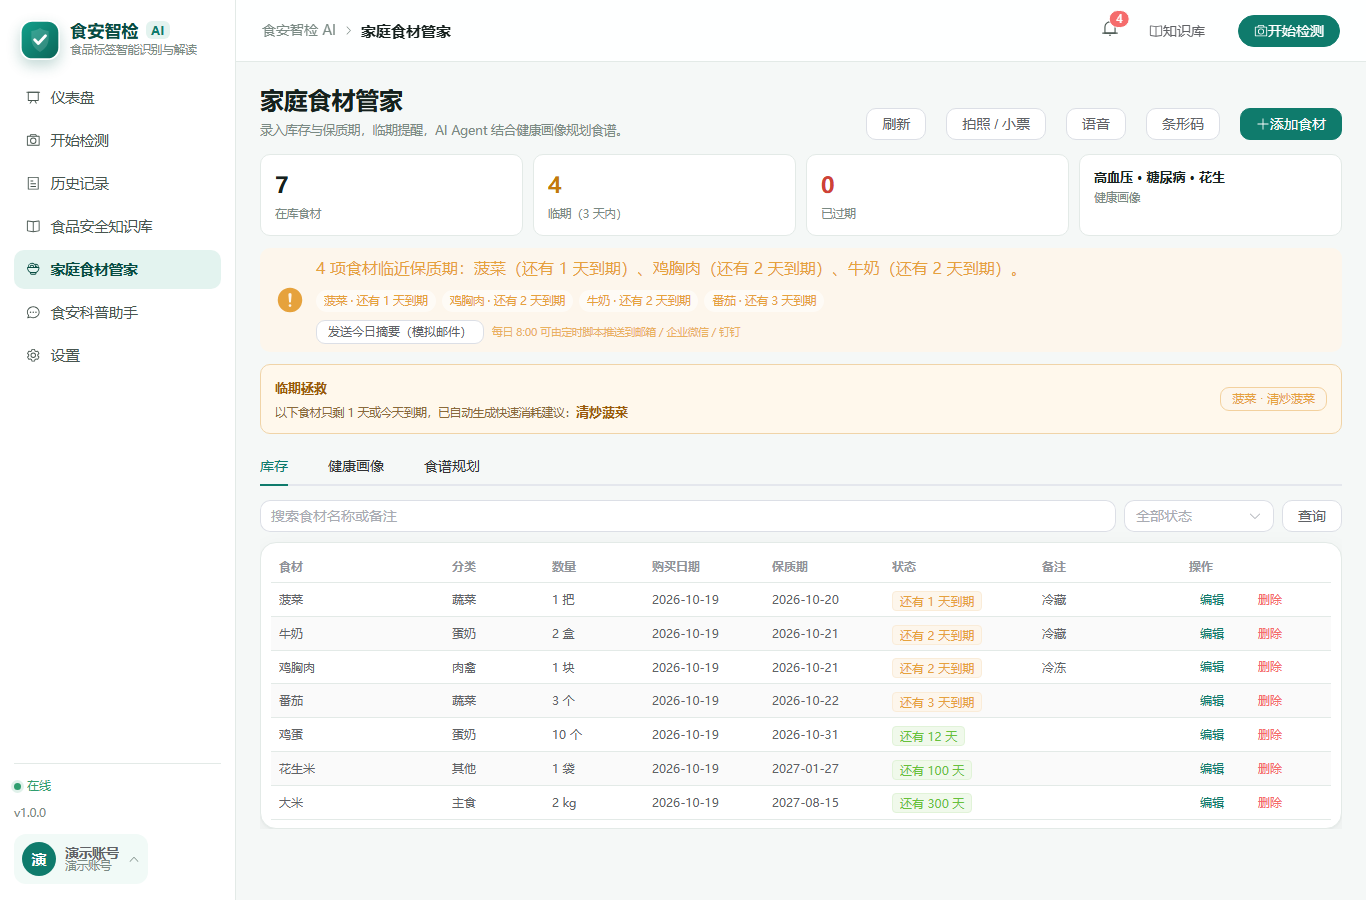 食安智检 AI
食品标签智能识别与解读
仪表盘
开始检测
历史记录
食品安全知识库
家庭食材管家
食安科普助手
设置
在线
v1.0.0
演
演示账号
演示账号
食安智检 AI > 家庭食材管家
4
知识库
开始检测
家庭食材管家
录入库存与保质期，临期提醒，AI Agent 结合健康画像规划食谱。
刷新
拍照 / 小票
语音
条形码
+添加食材
7
在库食材
4
临期（3 天内）
0
已过期
高血压 • 糖尿病 • 花生
健康画像
4 项食材临近保质期：菠菜（还有 1 天到期）、鸡胸肉（还有 2 天到期）、牛奶（还有 2 天到期）。
菠菜 · 还有 1 天到期 鸡胸肉 · 还有 2 天到期 牛奶 · 还有 2 天到期 番茄 · 还有 3 天到期
发送今日摘要（模拟邮件） 每日 8:00 可由定时脚本推送到邮箱 / 企业微信 / 钉钉
临期拯救
以下食材只剩 1 天或今天到期，已自动生成快速消耗建议：清炒菠菜
菠菜 · 清炒菠菜
库存 健康画像 食谱规划
搜索食材名称或备注 全部状态 查询
食材 分类 数量 购买日期 保质期 状态 备注 操作
菠菜 蔬菜 1 把 2026-10-19 2026-10-20 还有 1 天到期 冷藏 编辑 删除
牛奶 蛋奶 2 盒 2026-10-19 2026-10-21 还有 2 天到期 冷藏 编辑 删除
鸡胸肉 肉禽 1 块 2026-10-19 2026-10-21 还有 2 天到期 冷冻 编辑 删除
番茄 蔬菜 3 个 2026-10-19 2026-10-22 还有 3 天到期 编辑 删除
鸡蛋 蛋奶 10 个 2026-10-19 2026-10-31 还有 12 天 编辑 删除
花生米 其他 1 袋 2026-10-19 2027-01-27 还有 100 天 编辑 删除
大米 主食 2 kg 2026-10-19 2027-08-15 还有 300 天 编辑 删除